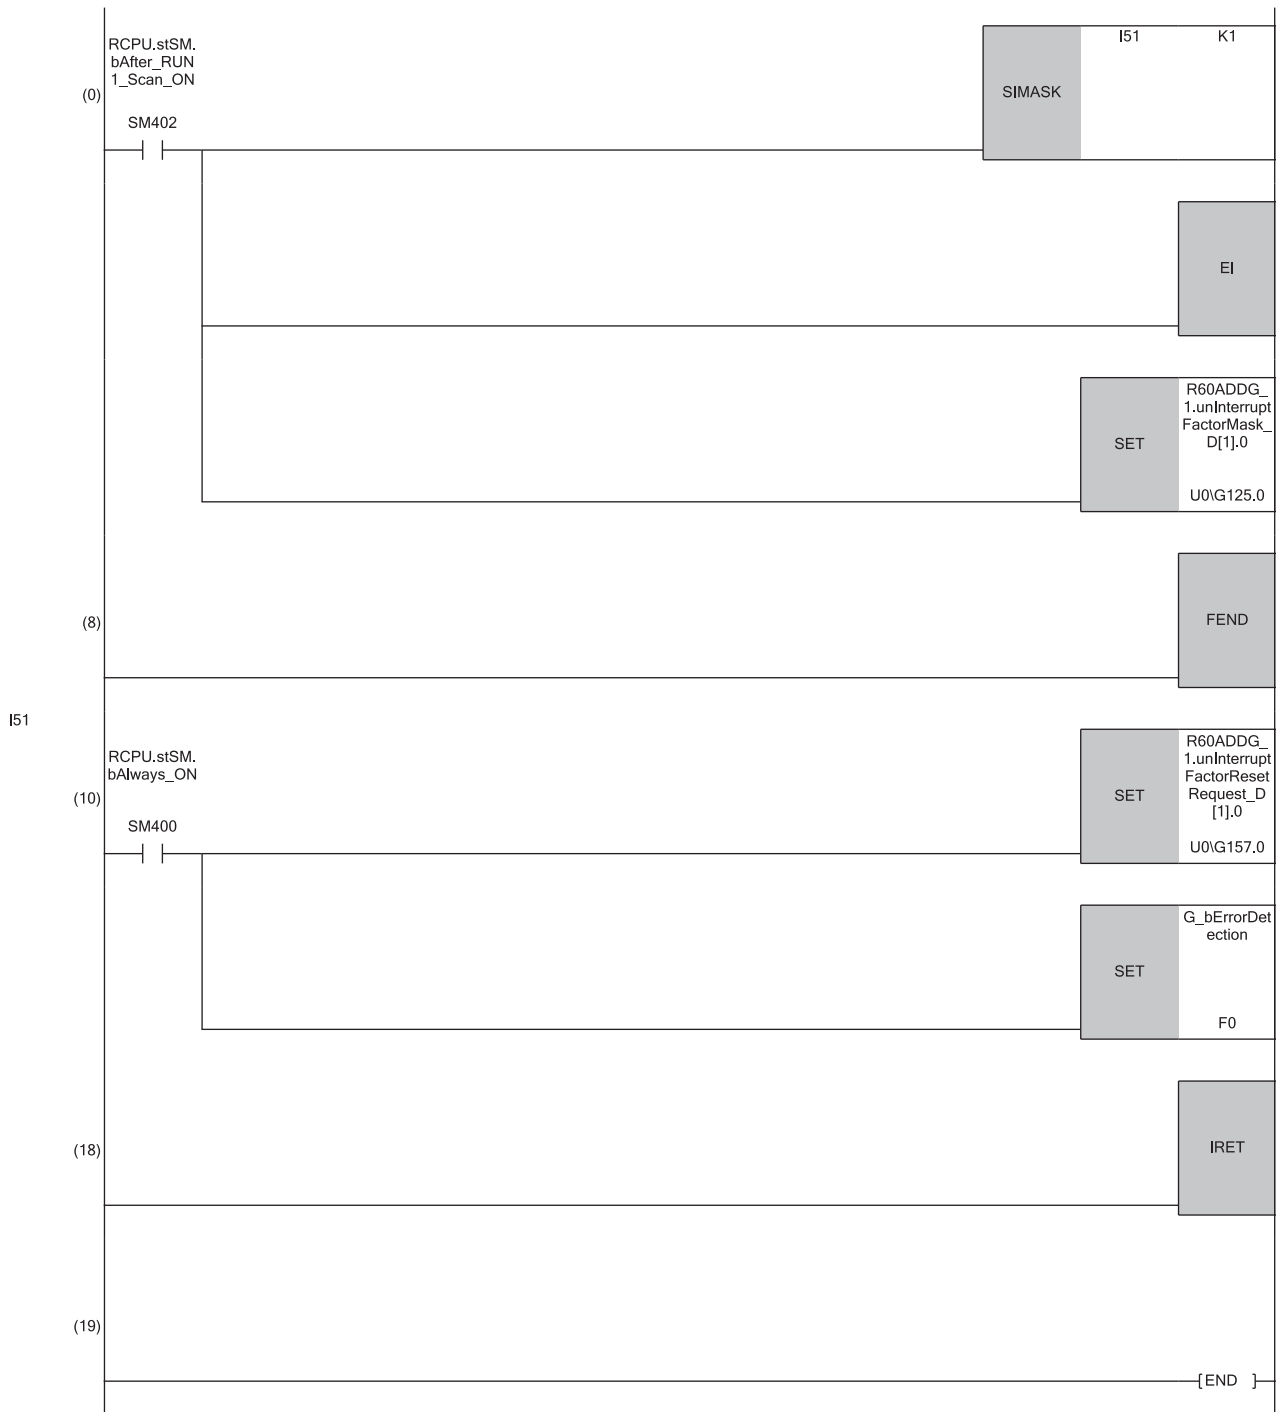 RCPU.stSM.
bAfter_RUN
1_Scan_ON
(0)
SM402
SIMASK
I51
K1
EI
SET
R60ADDG_
1.unInterrupt
FactorMask_
D[1].0
U0\G125.0
(8)
FEND
I51
RCPU.stSM.
bAlways_ON
(10)
SM400
SET
R60ADDG_
1.unInterrupt
FactorReset
Request_D
[1].0
U0\G157.0
SET
G_bErrorDet
ection
F0
(18)
IRET
(19)
[END ]